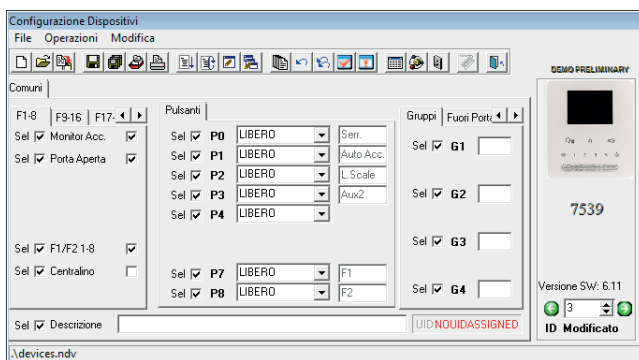 Configurazione Dispositivi
File Operazioni Modifica
DEMO PRELIMINARY
Comuni
F1-8 F9-16 F17-
Sel Monitor Acc.
Sel Porta Aperta
Sel F1/F2 1-8
Sel Centralino
Pulsanti
Sel P0 LIBERO Serr.
Sel P1 LIBERO Auto Acc.
Sel P2 LIBERO L.Scale
Sel P3 LIBERO Aux2
Sel P4 LIBERO
Sel P7 LIBERO F1
Sel P8 LIBERO F2
Gruppi Fuori Porta
Sel G1
Sel G2
Sel G3
Sel G4
7539
Versione SW: 6.11
3
ID Modificato
Sel Descrizione UIDNOUIDASSIGNED
.\devices.ndv